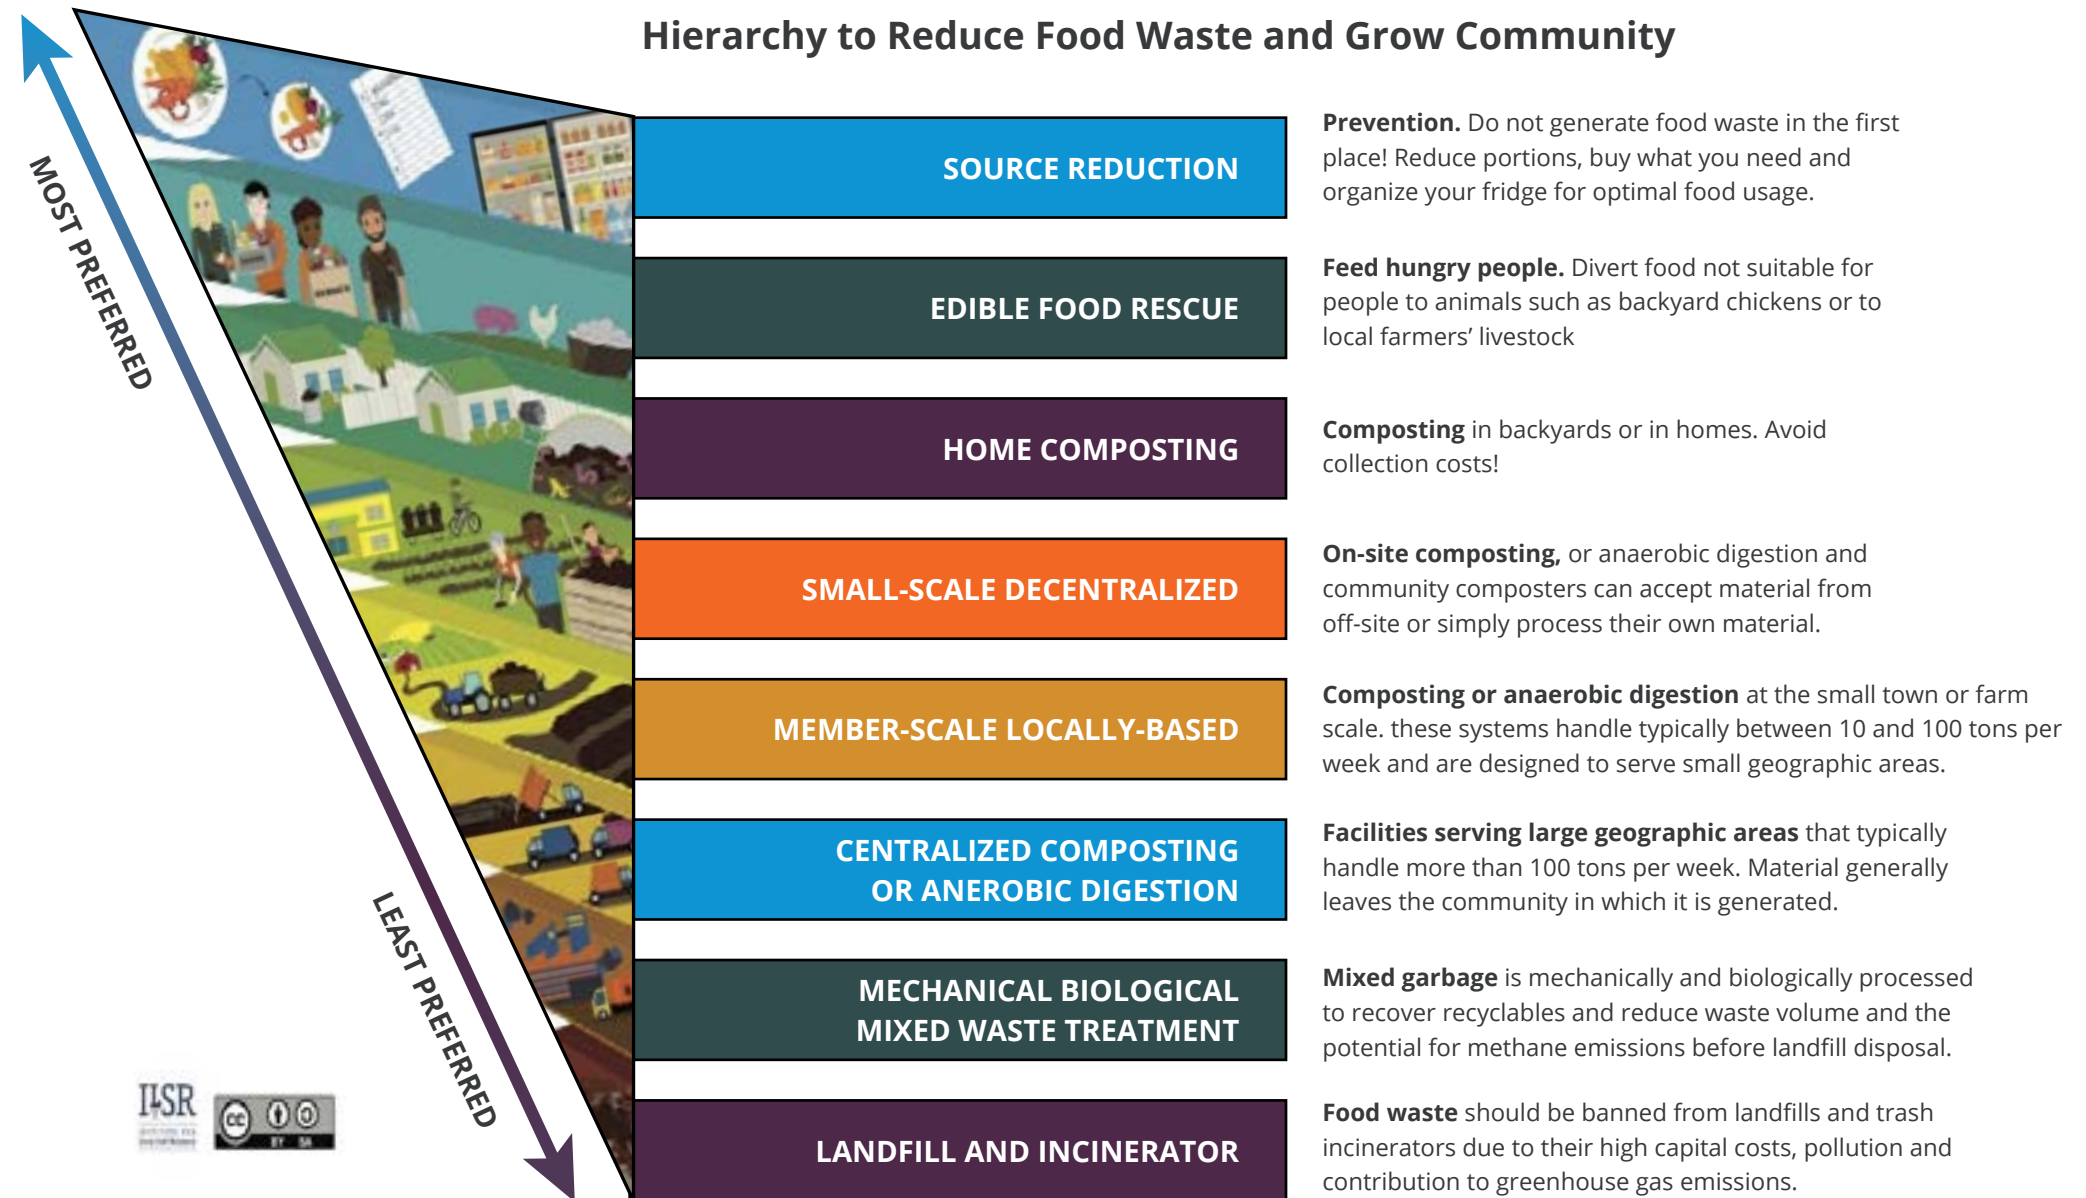 Hierarchy to Reduce Food Waste and Grow Community
MOST PREFERRED
LEAST PREFERRED
SOURCE REDUCTION
Prevention. Do not generate food waste in the first
place! Reduce portions, buy what you need and
organize your fridge for optimal food usage.
EDIBLE FOOD RESCUE
Feed hungry people. Divert food not suitable for
people to animals such as backyard chickens or to
local farmers’ livestock
HOME COMPOSTING
Composting in backyards or in homes. Avoid
collection costs!
SMALL-SCALE DECENTRALIZED
On-site composting, or anaerobic digestion and
community composters can accept material from
off-site or simply process their own material.
MEMBER-SCALE LOCALLY-BASED
Composting or anaerobic digestion at the small town or farm
scale. these systems handle typically between 10 and 100 tons per
week and are designed to serve small geographic areas.
CENTRALIZED COMPOSTING
OR ANEROBIC DIGESTION
Facilities serving large geographic areas that typically
handle more than 100 tons per week. Material generally
leaves the community in which it is generated.
MECHANICAL BIOLOGICAL
MIXED WASTE TREATMENT
Mixed garbage is mechanically and biologically processed
to recover recyclables and reduce waste volume and the
potential for methane emissions before landfill disposal.
LANDFILL AND INCINERATOR
Food waste should be banned from landfills and trash
incinerators due to their high capital costs, pollution and
contribution to greenhouse gas emissions.
ILSR
cc
BY SA